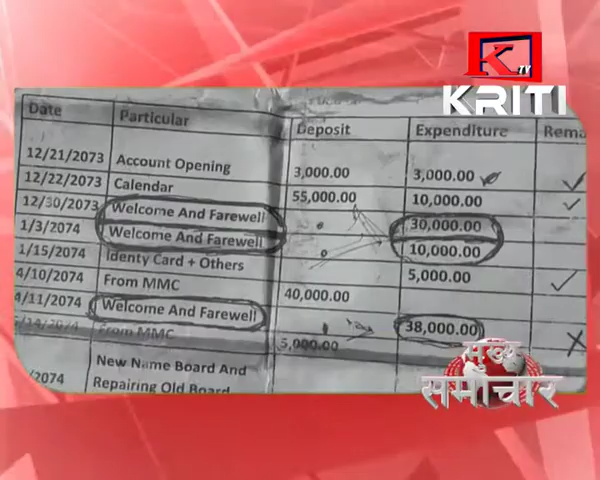 K TV
KRITI
Date Particular Deposit Expenditure Rema
12/21/2073 Account Opening 3,000.00 3,000.00
12/22/2073 Calendar 55,000.00 10,000.00
12/30/2073 Welcome And Farewell 30,000.00
1/3/2074 Welcome And Farewell 10,000.00
1/15/2074 Identy Card + Others 5,000.00
4/10/2074 From MMC 40,000.00
4/11/2074 Welcome And Farewell 38,000.00
/14/2074 From MMC 5,000.00
/2074 New Name Board And
Repairing Old Board
मुख्य
समाचार